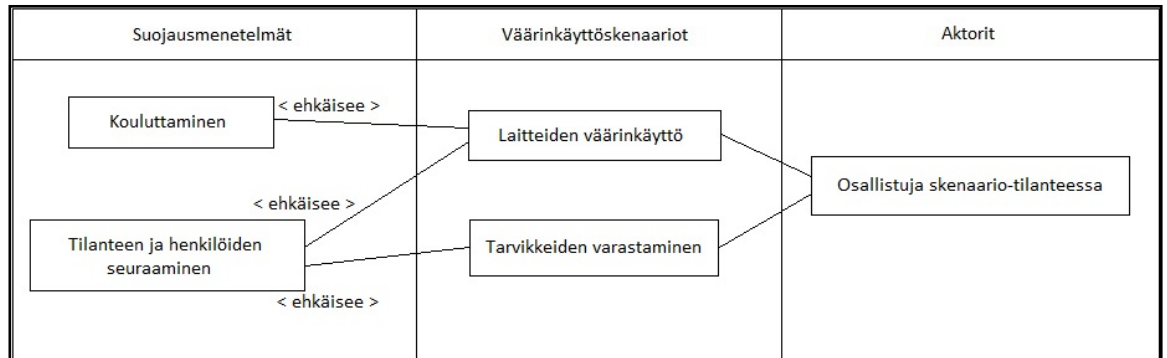 Suojausmenetelmät
Väärinkäyttöskenaariot
Aktorit
Kouluttaminen
< ehkäisee >
Laitteiden väärinkäyttö
Osallistuja skenaario-tilanteessa
< ehkäisee >
Tilanteen ja henkilöiden
seuraaminen
Tarvikkeiden varastaminen
< ehkäisee >